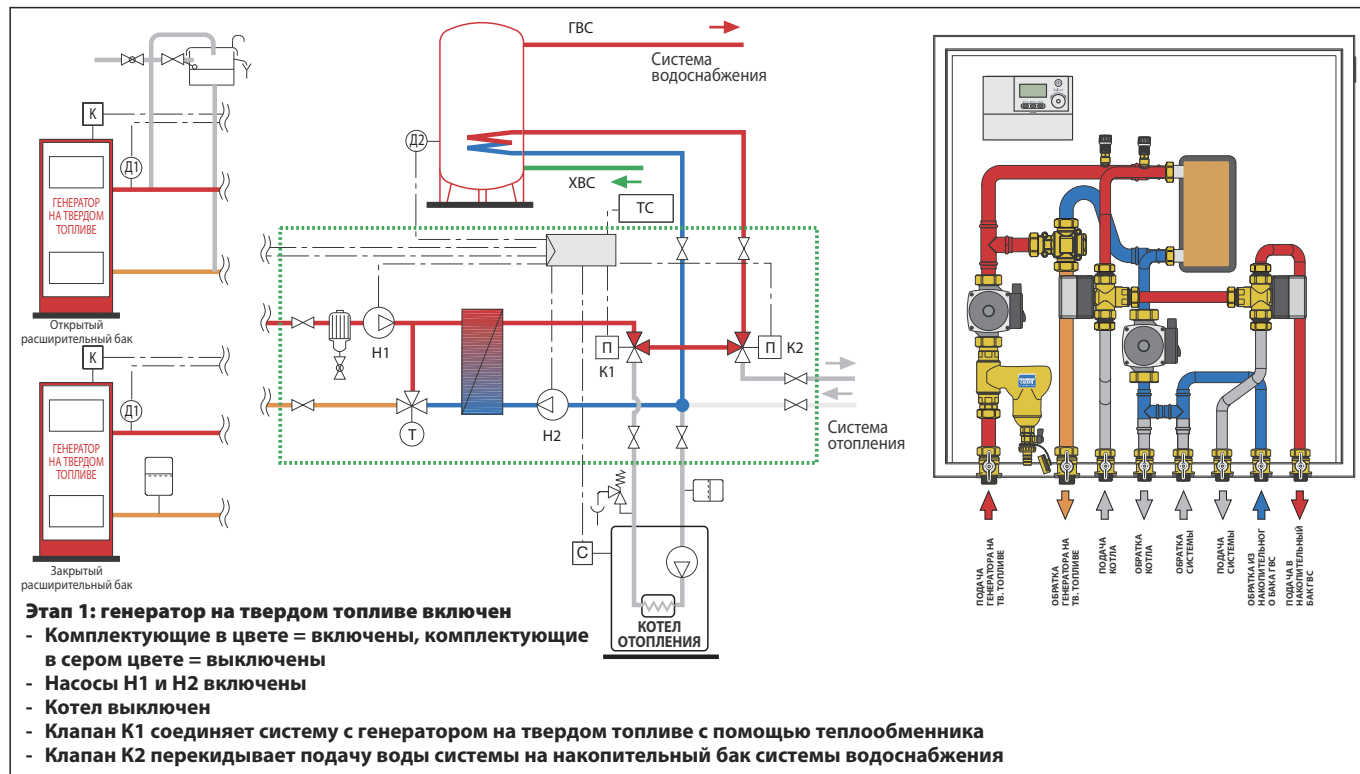 ГВС
Система
водоснабжения
К
Д1
Д2
ГЕНЕРАТОР
НА ТВЕРДОМ
ТОПЛИВЕ
ХВС
ТС
Открытый
расширительный бак
К
Н1
П
К1
П
К2
Д1
ГЕНЕРАТОР
НА ТВЕРДОМ
ТОПЛИВЕ
Т
Н2
Система
отопления
С
Закрытый
расширительный бак
КОТЕЛ
ОТОПЛЕНИЯ
ПОДАЧА
ГЕНЕРАТОРА НА
ТВ. ТОПЛИВЕ
ОБРАТКА
ГЕНЕРАТОРА НА
ТВ. ТОПЛИВЕ
ПОДАЧА
КОТЛА
ОБРАТКА
КОТЛА
ОБРАТКА
СИСТЕМЫ
ПОДАЧА
СИСТЕМЫ
ОБРАТКА ИЗ
НАКОПИТЕЛЬНОГ
О БАКА ГВС
ПОДАЧА В
НАКОПИТЕЛЬНЫЙ
БАК ГВС
Этап 1: генератор на твердом топливе включен
- Комплектующие в цвете = включены, комплектующие
в сером цвете = выключены
- Насосы Н1 и Н2 включены
- Котел выключен
- Клапан К1 соединяет систему с генератором на твердом топливе с помощью теплообменника
- Клапан К2 перекидывает подачу воды системы на накопительный бак системы водоснабжения